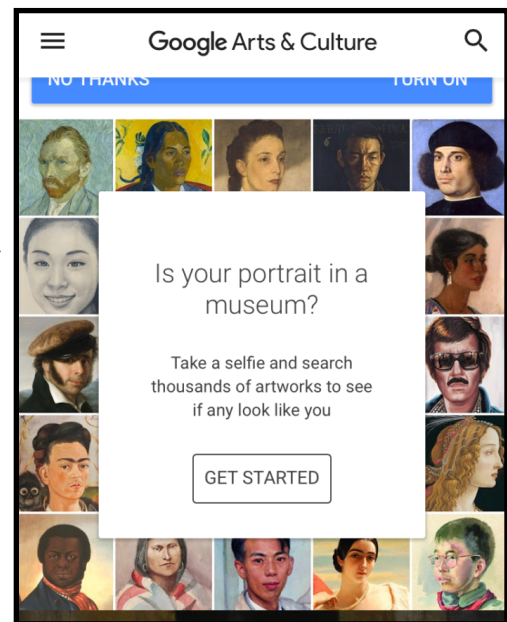 Google Arts & Culture
NO THANKS TURN ON
Is your portrait in a
museum?
Take a selfie and search
thousands of artworks to see
if any look like you
GET STARTED